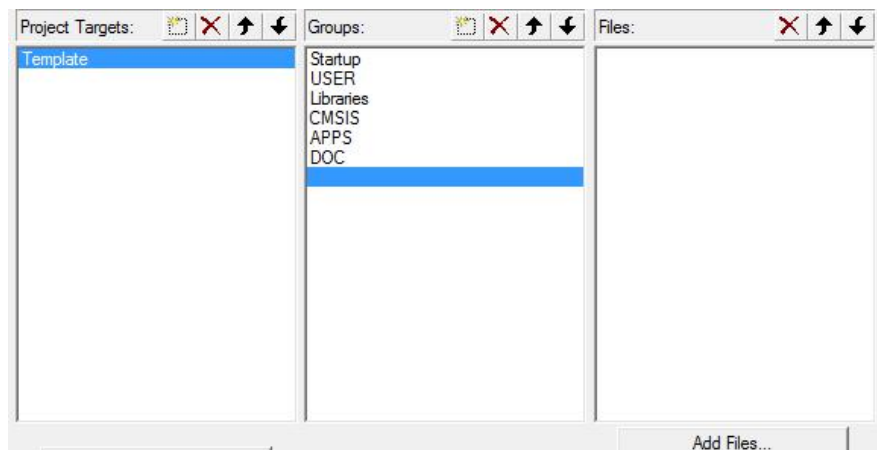 Project Targets:
Groups:
Files:
Template
Startup
USER
Libraries
CMSIS
APPS
DOC
Add Files...